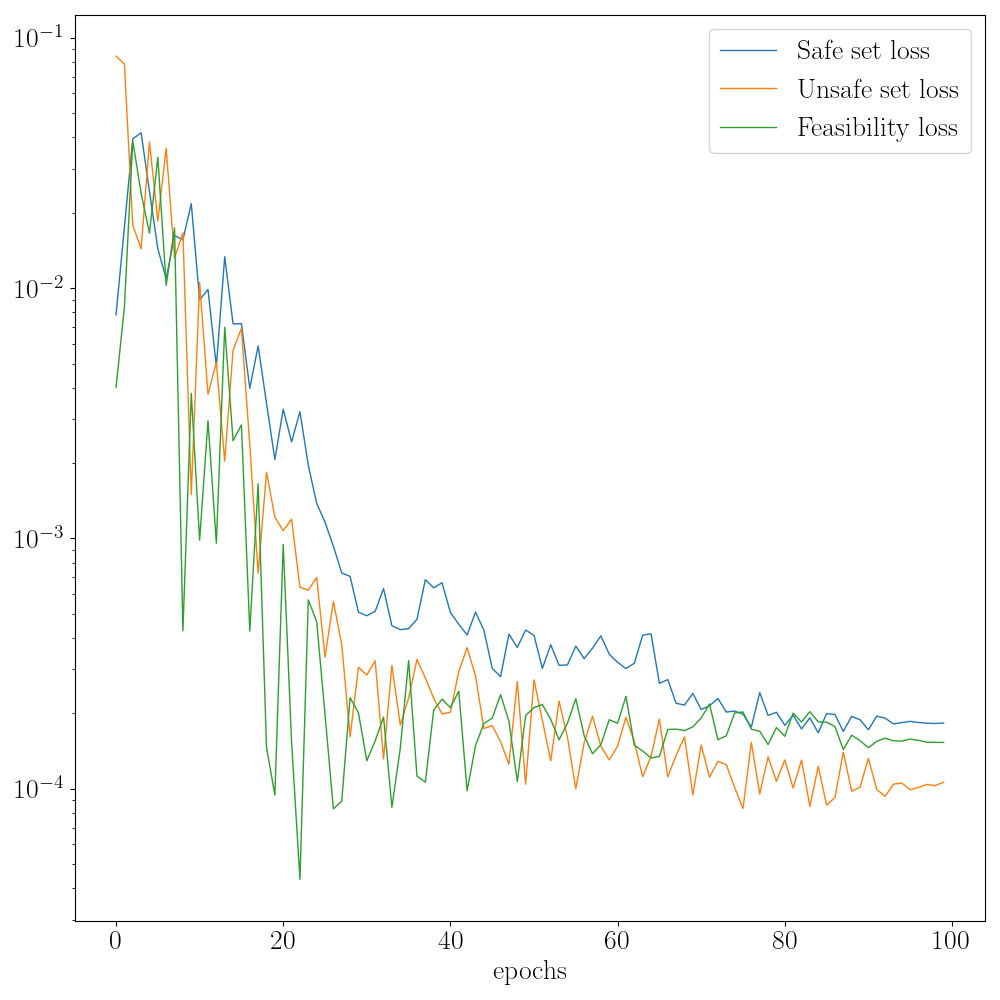 10⁻¹
10⁻²
10⁻³
10⁻⁴
Safe set loss
Unsafe set loss
Feasibility loss
0 20 40 60 80 100
epochs